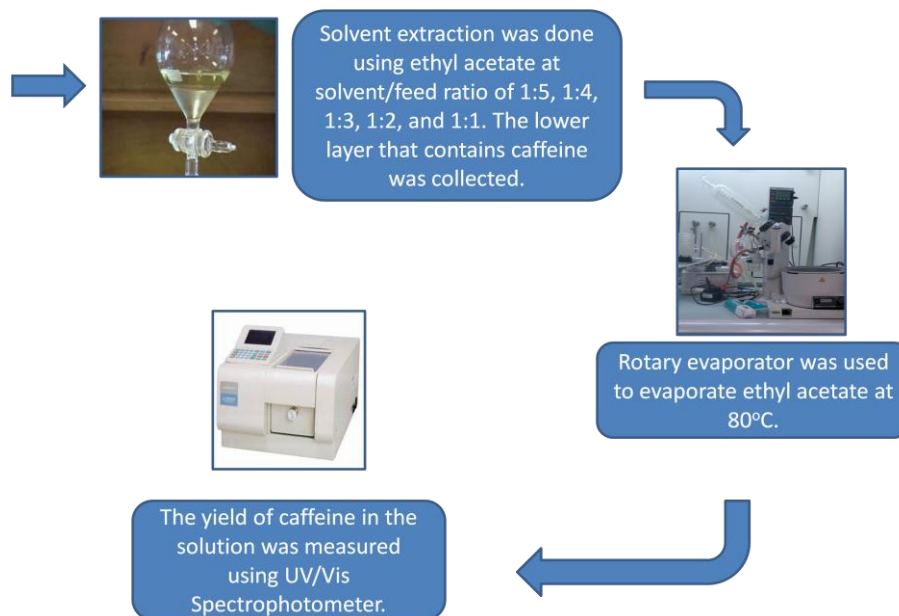 Solvent extraction was done
using ethyl acetate at
solvent/feed ratio of 1:5, 1:4,
1:3, 1:2, and 1:1. The lower
layer that contains caffeine
was collected.
Rotary evaporator was used
to evaporate ethyl acetate at
80°C.
The yield of caffeine in the
solution was measured
using UV/Vis
Spectrophotometer.